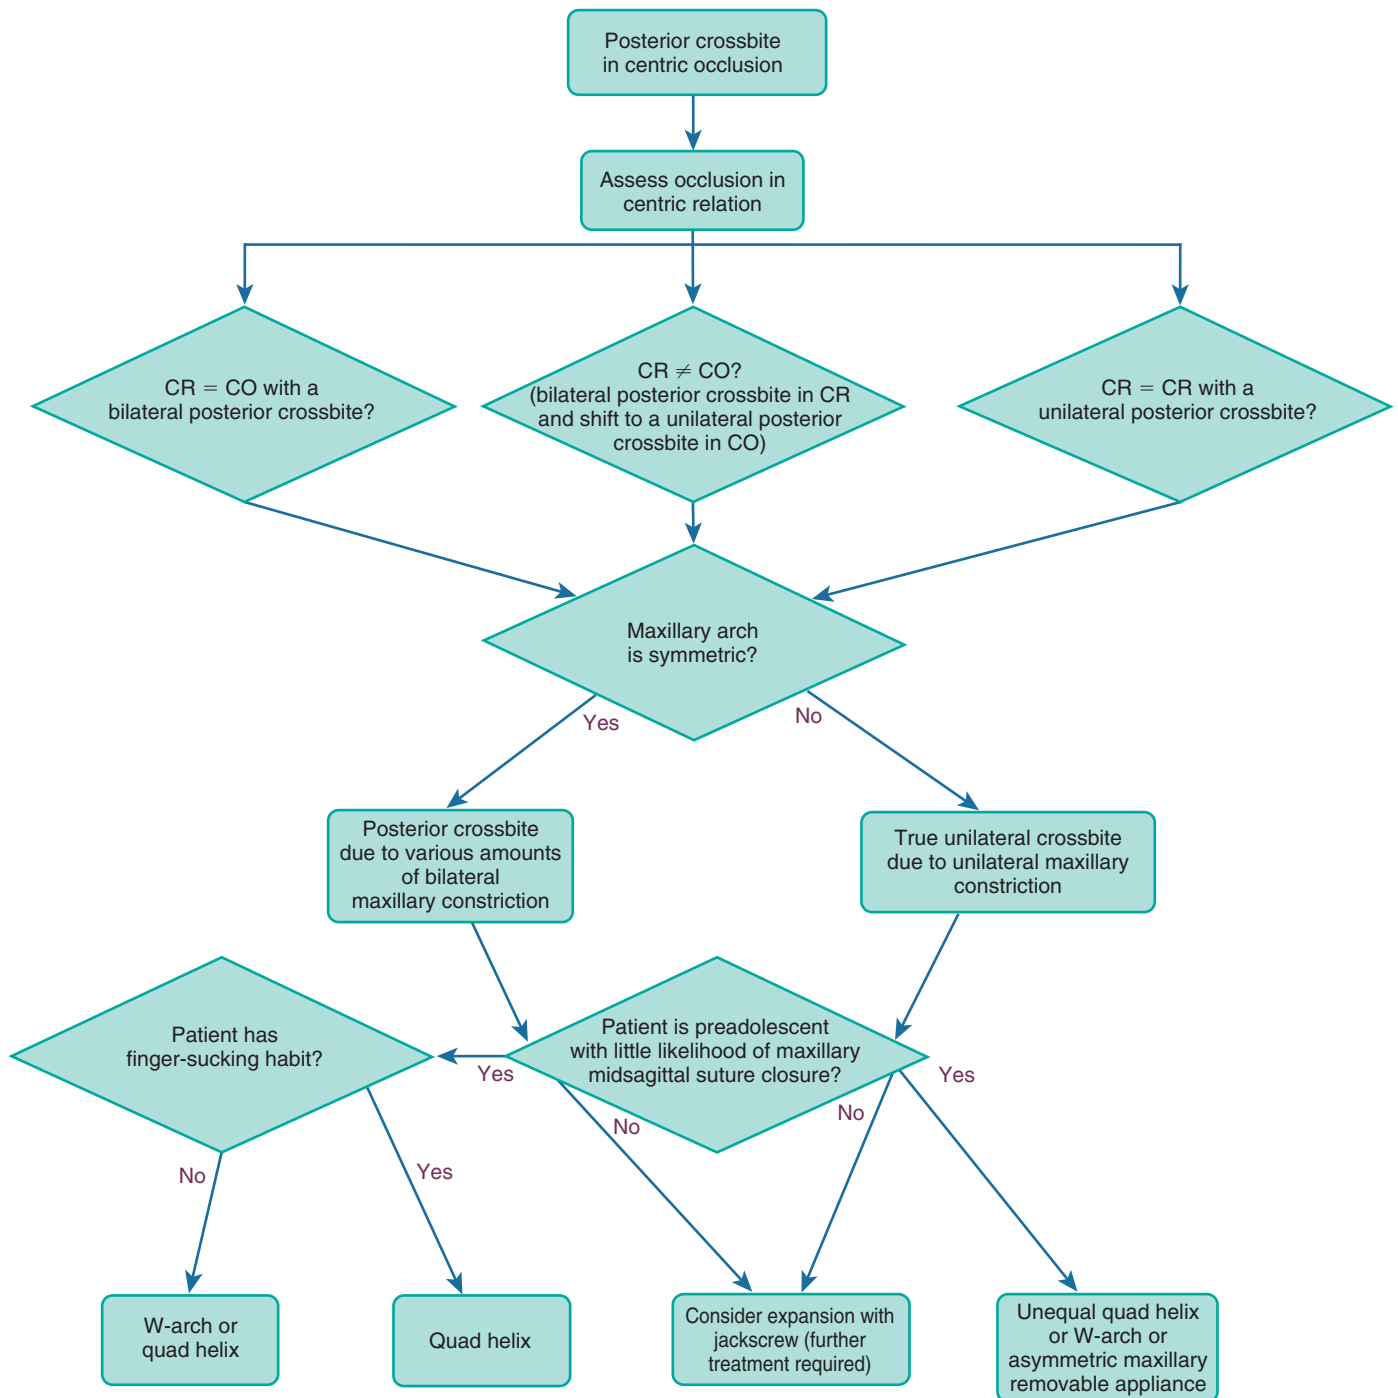 Posterior crossbite
in centric occlusion
Assess occlusion in
centric relation
CR = CO with a
bilateral posterior crossbite?
CR ≠ CO?
(bilateral posterior crossbite in CR
and shift to a unilateral posterior
crossbite in CO)
CR = CR with a
unilateral posterior crossbite?
Maxillary arch
is symmetric?
Yes
No
Posterior crossbite
due to various amounts
of bilateral
maxillary constriction
True unilateral crossbite
due to unilateral maxillary
constriction
Patient has
finger-sucking habit?
Patient is preadolescent
with little likelihood of maxillary
midsagittal suture closure?
Yes
Yes
No
No
No
Yes
W-arch or
quad helix
Quad helix
Consider expansion with
jackscrew (further
treatment required)
Unequal quad helix
or W-arch or
asymmetric maxillary
removable appliance